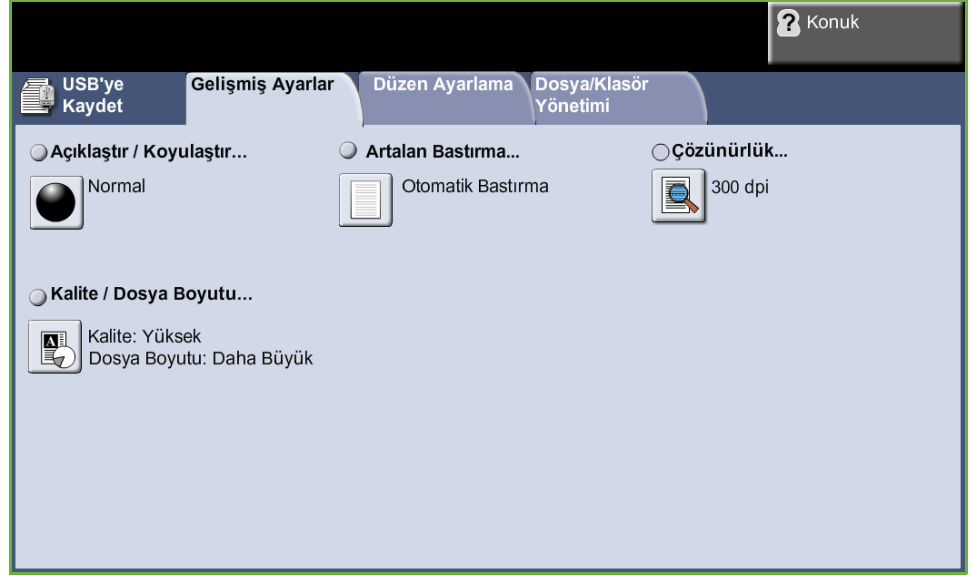 Konuk
USB'ye
Kaydet
Gelişmiş Ayarlar
Düzen Ayarlama
Dosya/Klasör
Yönetimi
Açıklaştır / Koyulaştır...
Normal
Artalan Bastırma...
Otomatik Bastırma
Çözünürlük...
300 dpi
Kalite / Dosya Boyutu...
Kalite: Yüksek
Dosya Boyutu: Daha Büyük